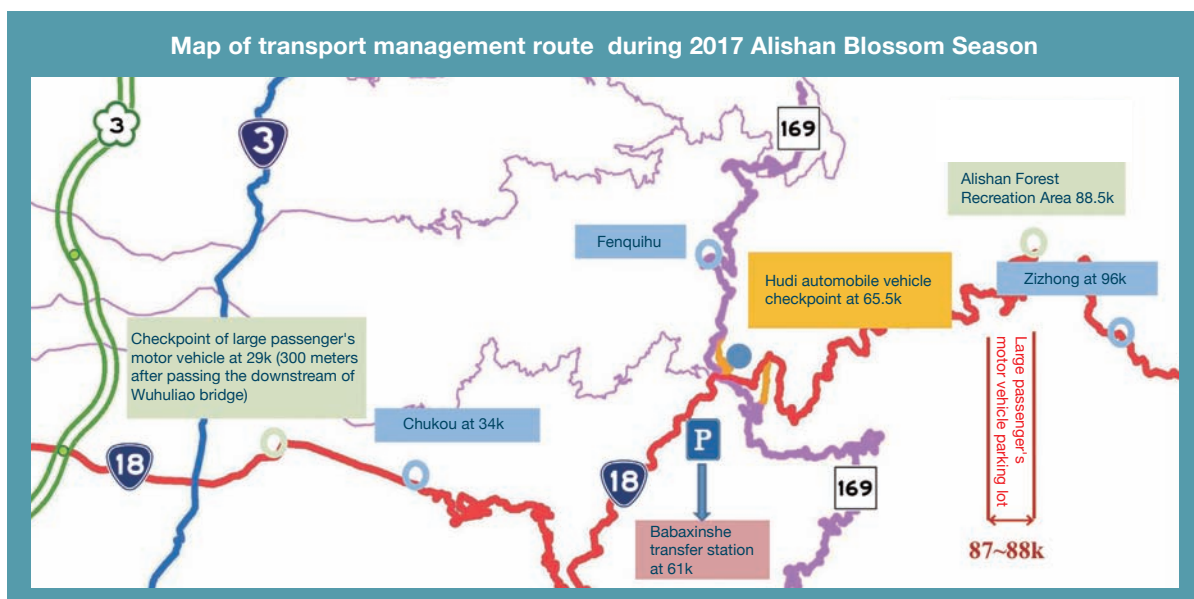 Map of transport management route during 2017 Alishan Blossom Season
3
3
169
Alishan Forest
Recreation Area 88.5k
Fenquihu
Hudi automobile vehicle
checkpoint at 65.5k
Zizhong at 96k
Checkpoint of large passenger's
motor vehicle at 29k (300 meters
after passing the downstream of
Wuhuliao bridge)
Large passenger's
motor vehicle parking lot
Chukou at 34k
P
18
18
169
Babaxinshe
transfer station
at 61k
87~88k